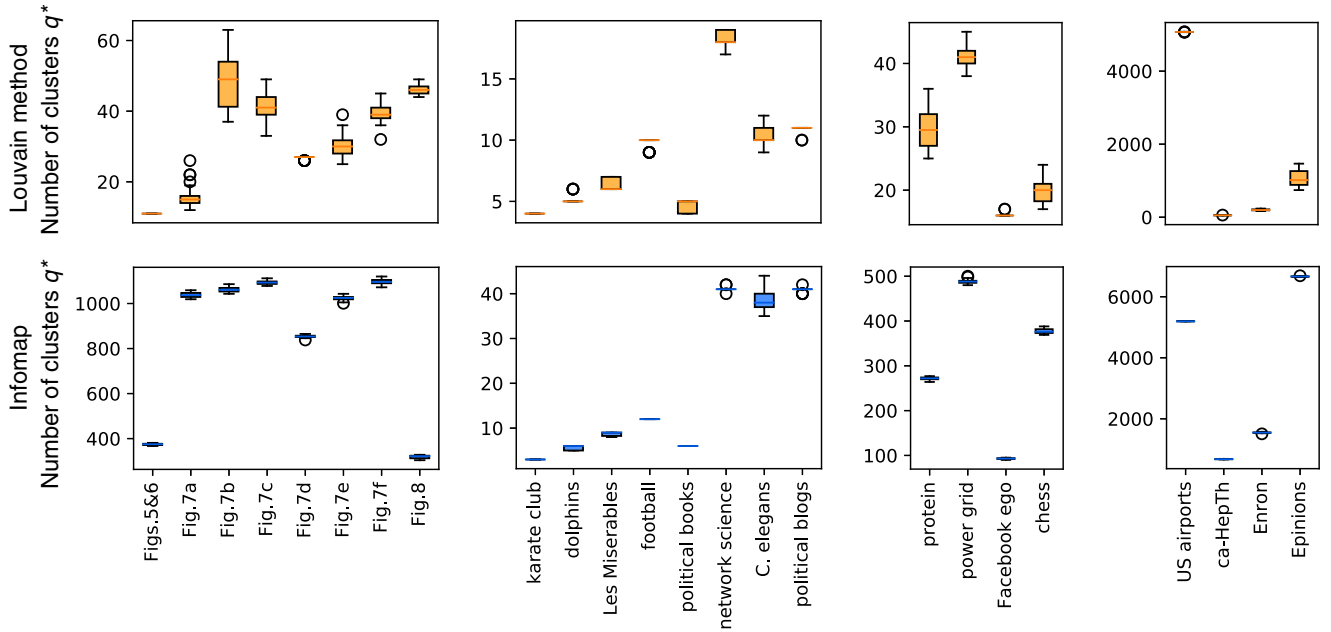 Louvain method
Number of clusters q*
60
40
20
15
10
5
40
30
20
4000
2000
0
Infomap
Number of clusters q*
1000
800
600
400
40
30
20
10
500
400
300
200
100
6000
4000
2000
Figs.5&6
Fig.7a
Fig.7b
Fig.7c
Fig.7d
Fig.7e
Fig.7f
Fig.8
karate club
dolphins
Les Miserables
football
political books
network science
C. elegans
political blogs
protein
power grid
Facebook ego
chess
US airports
ca-HepTh
Enron
Epinions